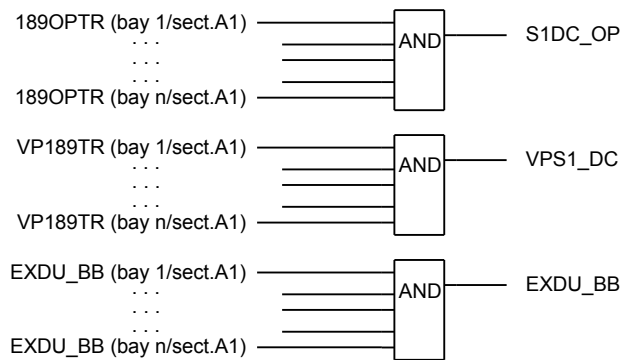 189OPTR (bay 1/sect.A1)
. . .
. . .
. . .
189OPTR (bay n/sect.A1)
AND
S1DC_OP
VP189TR (bay 1/sect.A1)
. . .
. . .
. . .
VP189TR (bay n/sect.A1)
AND
VPS1_DC
EXDU_BB (bay 1/sect.A1)
. . .
. . .
. . .
EXDU_BB (bay n/sect.A1)
AND
EXDU_BB